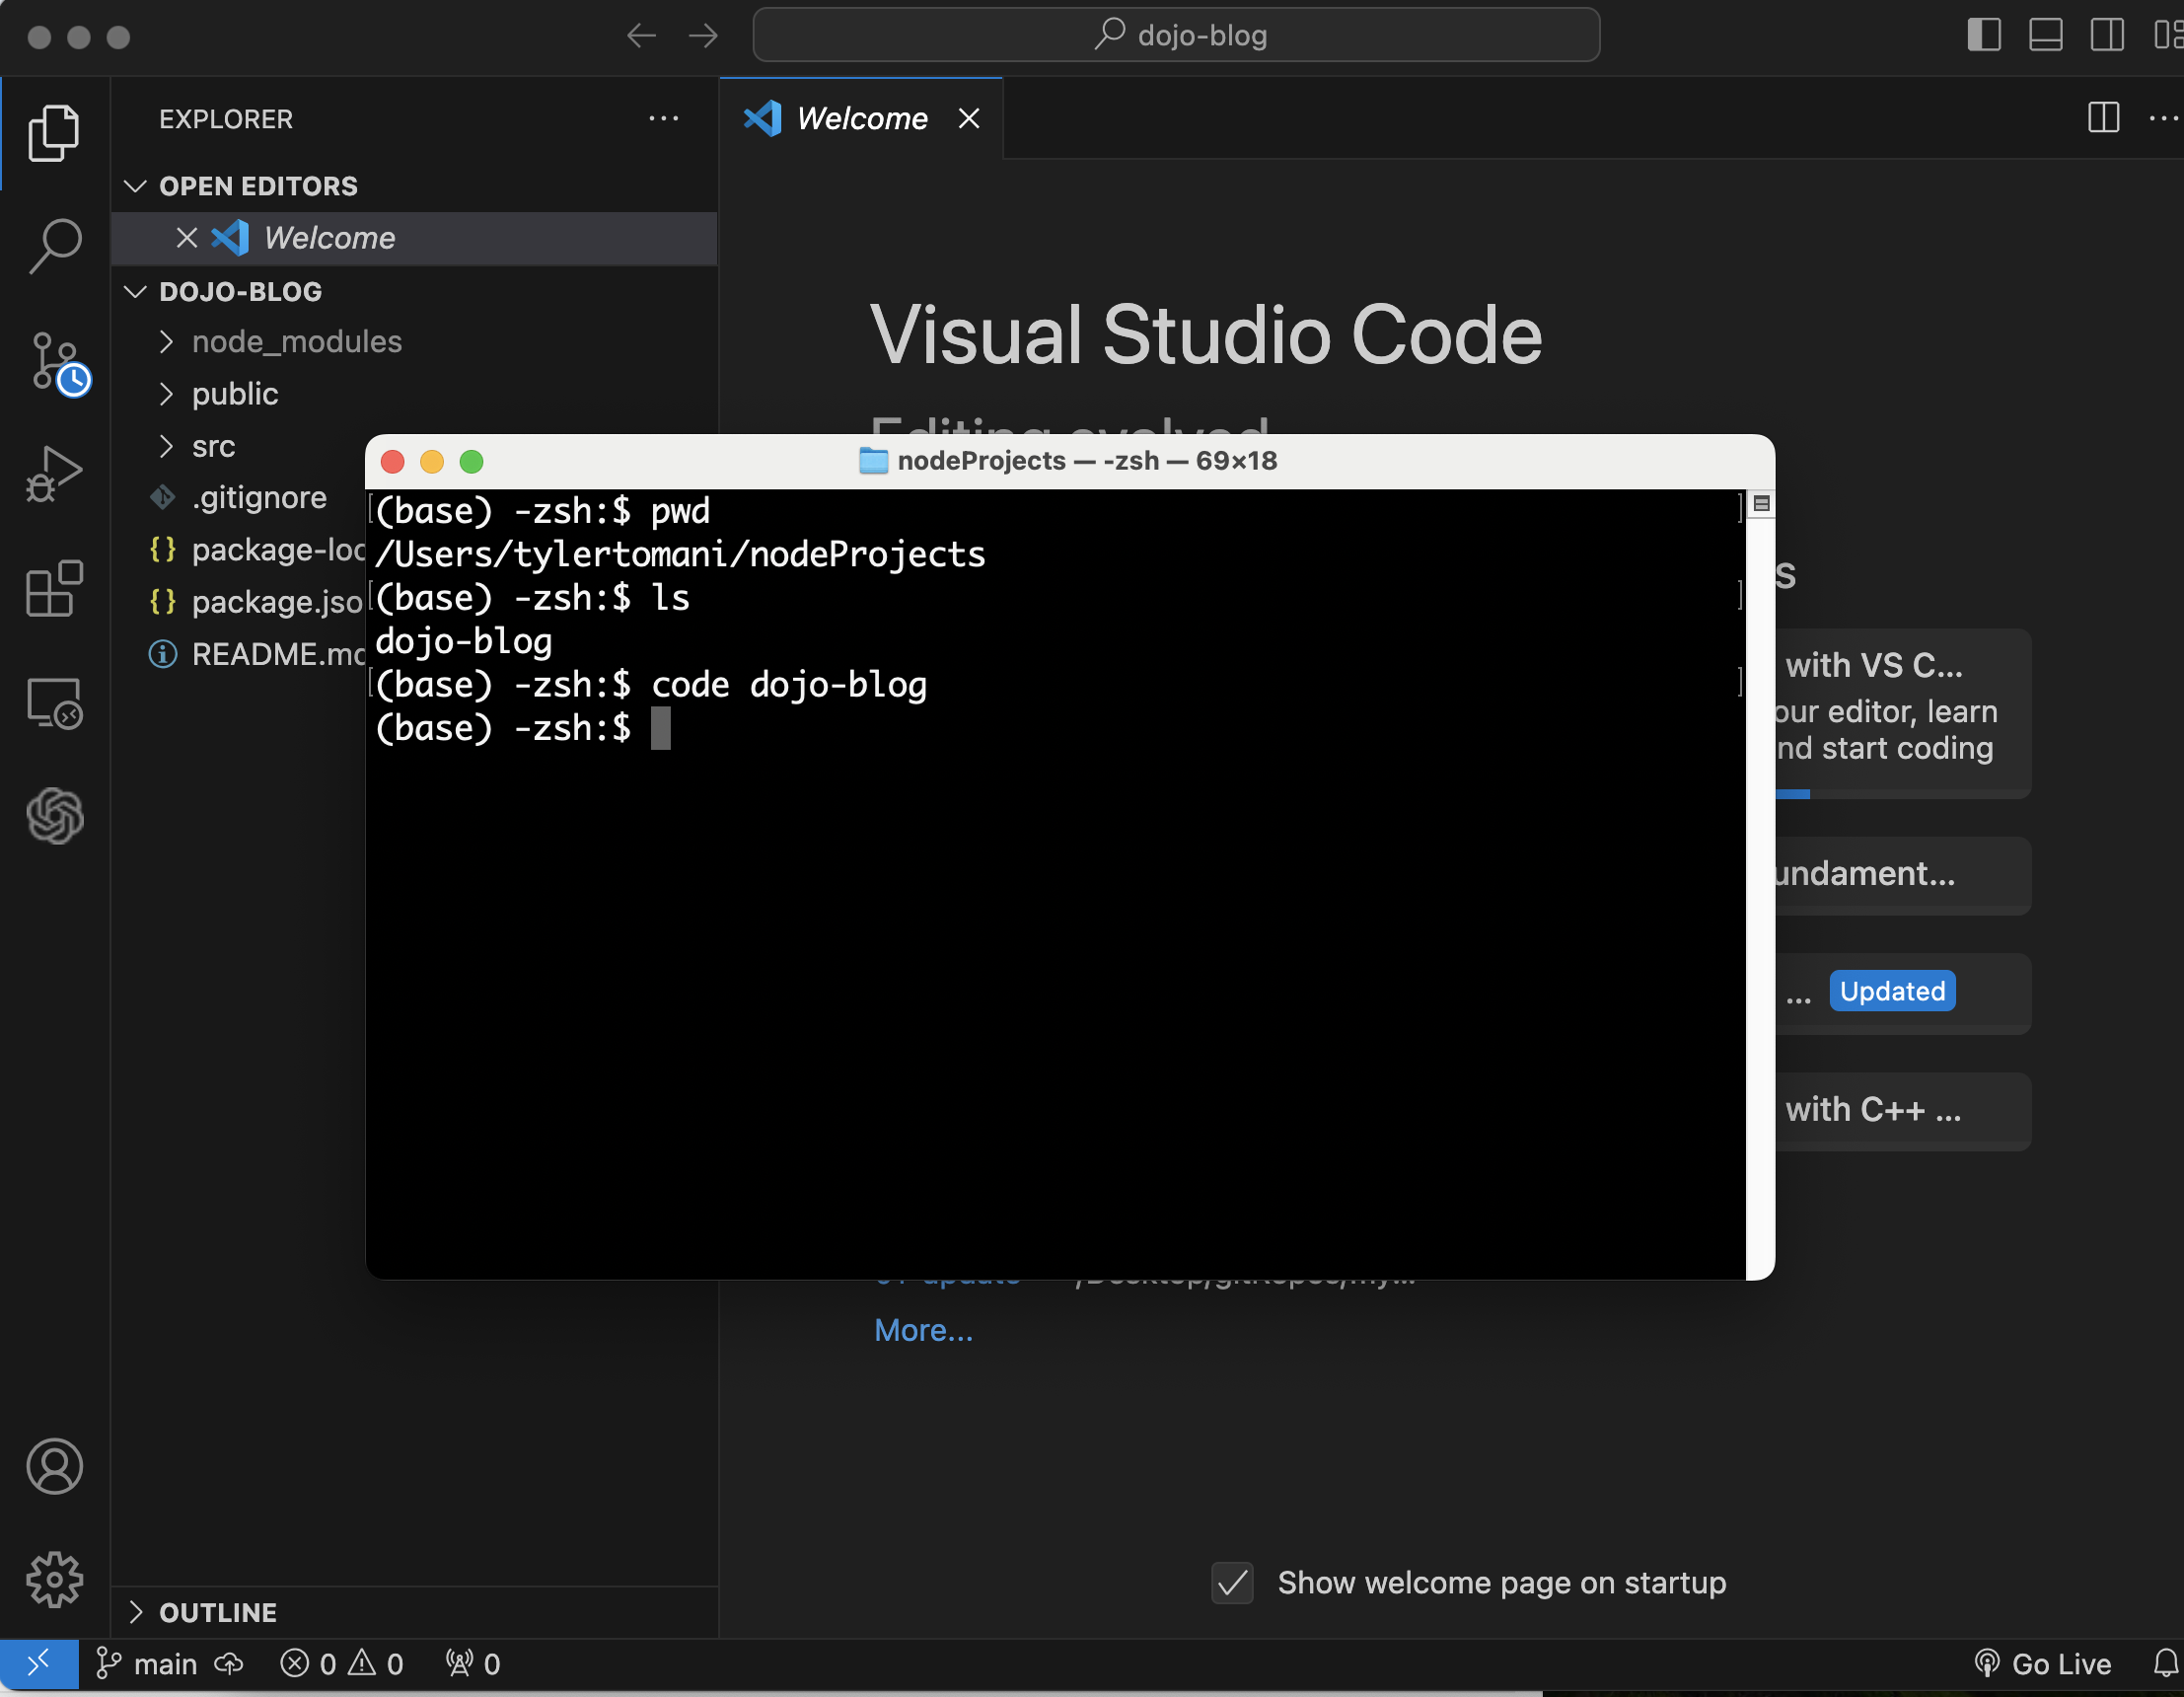 dojo-blog
EXPLORER
Welcome
OPEN EDITORS
Welcome
DOJO-BLOG
node_modules
public
src
.gitignore
package-loc
package.jso
README.md
Visual Studio Code
Editing evolved
nodeProjects — -zsh — 69×18
(base) -zsh:$ pwd
/Users/tylertomani/nodeProjects
(base) -zsh:$ ls
dojo-blog
(base) -zsh:$ code dojo-blog
(base) -zsh:$
s
with VS C...
our editor, learn
nd start coding
undament...
... Updated
with C++ ...
More...
Show welcome page on startup
OUTLINE
main 0 0 0
Go Live